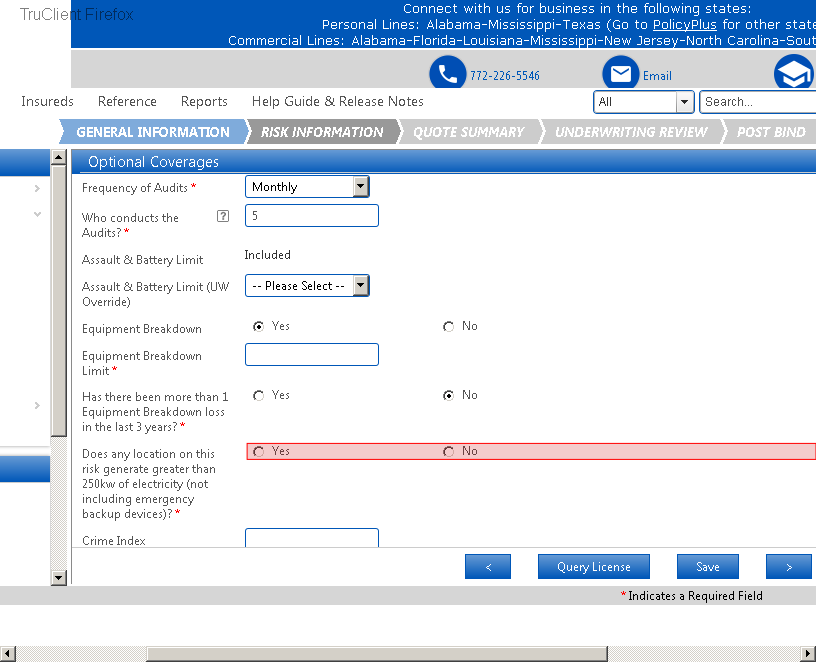 TruClient Firefox
Connect with us for business in the following states:
Personal Lines: Alabama-Mississippi-Texas (Go to PolicyPlus for other state
Commercial Lines: Alabama-Florida-Louisiana-Mississippi-New Jersey-North Carolina-Sout
772-226-5546 Email
Insureds Reference Reports Help Guide & Release Notes All Search...
GENERAL INFORMATION RISK INFORMATION QUOTE SUMMARY UNDERWRITING REVIEW POST BIND
Optional Coverages
Frequency of Audits * Monthly
Who conducts the ? 5
Audits? *
Assault & Battery Limit Included
Assault & Battery Limit (UW -- Please Select --
Override)
Equipment Breakdown Yes No
Equipment Breakdown
Limit *
Has there been more than 1 Yes No
Equipment Breakdown loss
in the last 3 years? *
Does any location on this Yes No
risk generate greater than
250kw of electricity (not
including emergency
backup devices)? *
Crime Index
< Query License Save >
* Indicates a Required Field